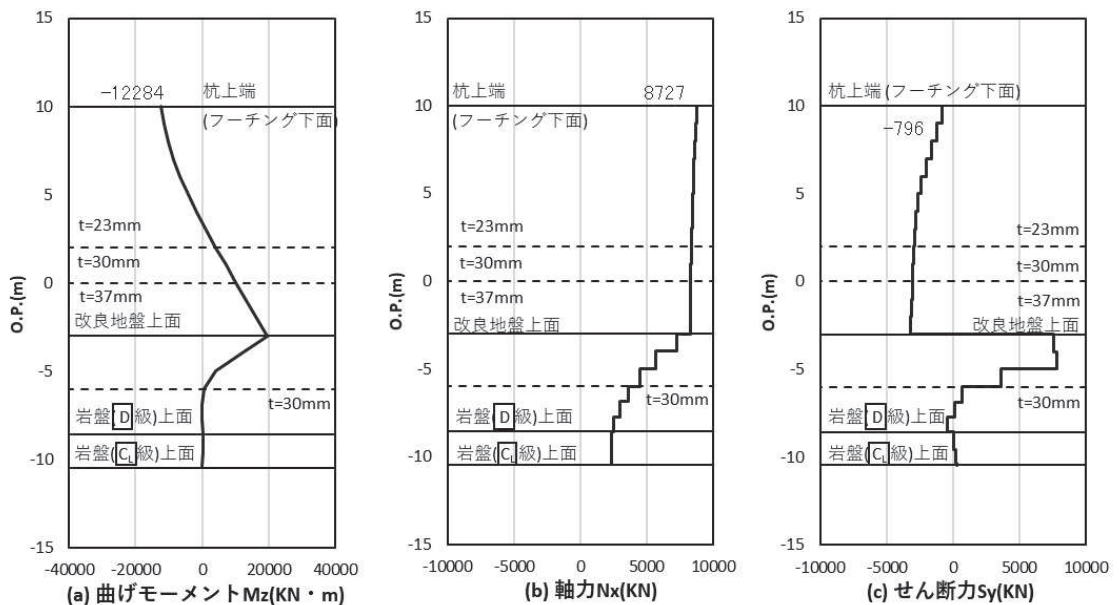 15
10
5
0
-5
-10
-15
O.P.(m)
-12284
杭上端
(フーチング下面)
t=23mm
t=30mm
t=37mm
改良地盤上面
岩盤(D級)上面
岩盤(CL級)上面
-40000 -20000 0 20000 40000
(a) 曲げモーメントMz(KN・m)
15
10
5
0
-5
-10
-15
O.P.(m)
杭上端
8727
(フーチング下面)
t=23mm
t=30mm
t=37mm
改良地盤上面
t=30mm
岩盤(D級)上面
岩盤(CL級)上面
-10000 -5000 0 5000 10000
(b) 軸力Nx(KN)
15
10
5
0
-5
-10
-15
O.P.(m)
杭上端(フーチング下面)
-796
t=23mm
t=30mm
t=37mm
改良地盤上面
t=30mm
岩盤(D級)上面
岩盤(CL級)上面
-10000 -5000 0 5000 10000
(c) せん断力Sy(KN)